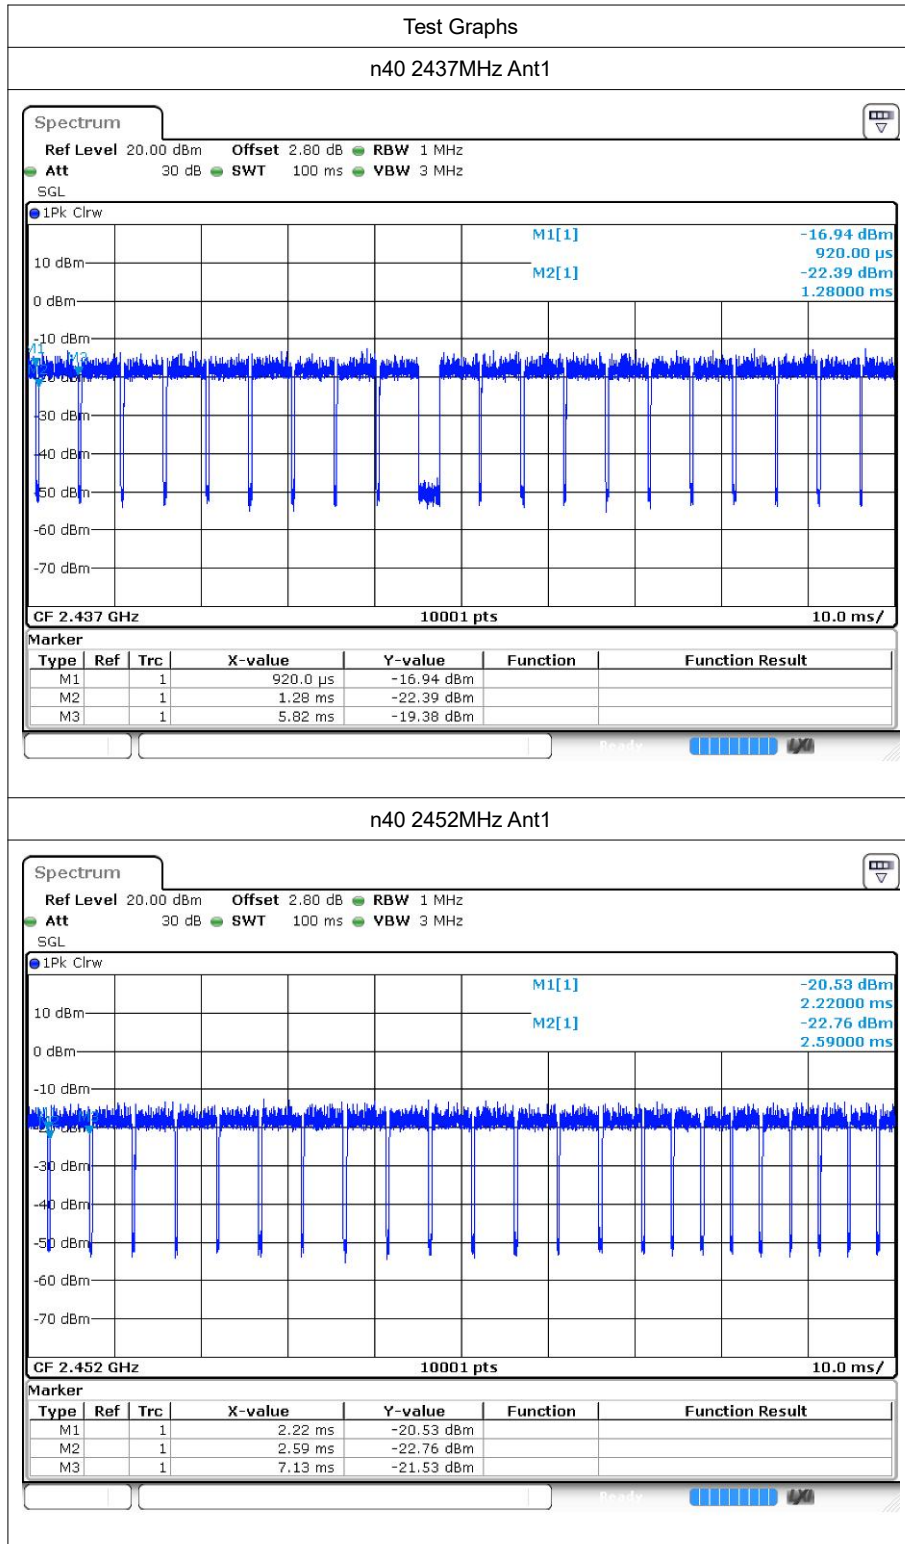 Test Graphs
n40 2437MHz Ant1
Spectrum
Ref Level 20.00 dBm Offset 2.80 dB RBW 1 MHz
Att 30 dB SWT 100 ms VBW 3 MHz
SGL
1Pk Clrw
M1[1] -16.94 dBm
920.00 µs
10 dBm
M2[1] -22.39 dBm
1.28000 ms
0 dBm
-10 dBm
-30 dBm
-40 dBm
-50 dBm
-60 dBm
-70 dBm
CF 2.437 GHz 10001 pts 10.0 ms/
Marker
Type Ref Trc X-value Y-value Function Function Result
M1 1 920.0 µs -16.94 dBm
M2 1 1.28 ms -22.39 dBm
M3 1 5.82 ms -19.38 dBm
Ready LXI
n40 2452MHz Ant1
Spectrum
Ref Level 20.00 dBm Offset 2.80 dB RBW 1 MHz
Att 30 dB SWT 100 ms VBW 3 MHz
SGL
1Pk Clrw
M1[1] -20.53 dBm
2.22000 ms
10 dBm
M2[1] -22.76 dBm
2.59000 ms
0 dBm
-10 dBm
-30 dBm
-40 dBm
-50 dBm
-60 dBm
-70 dBm
CF 2.452 GHz 10001 pts 10.0 ms/
Marker
Type Ref Trc X-value Y-value Function Function Result
M1 1 2.22 ms -20.53 dBm
M2 1 2.59 ms -22.76 dBm
M3 1 7.13 ms -21.53 dBm
Ready LXI